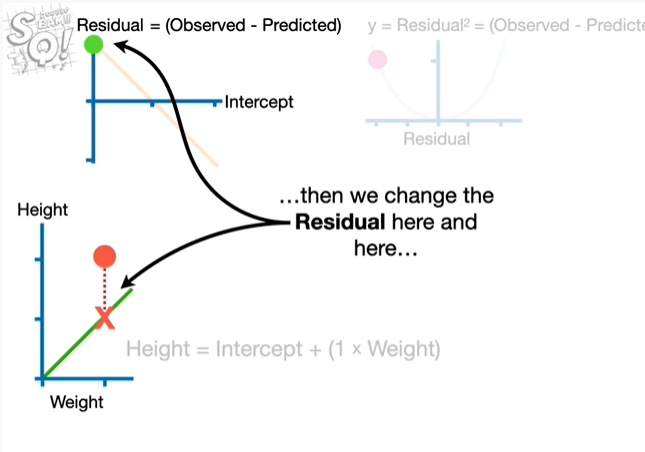 SQ!
Residual = (Observed - Predicted)
y = Residual² = (Observed - Predicte
Intercept
Residual
...then we change the
Residual here and
here...
Height
Height = Intercept + (1 × Weight)
Weight